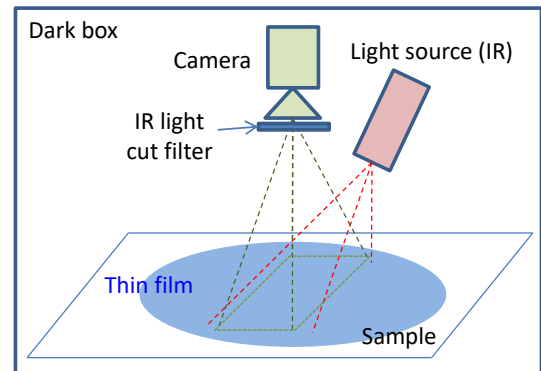 Dark box
Camera
Light source (IR)
IR light
cut filter
Thin film
Sample